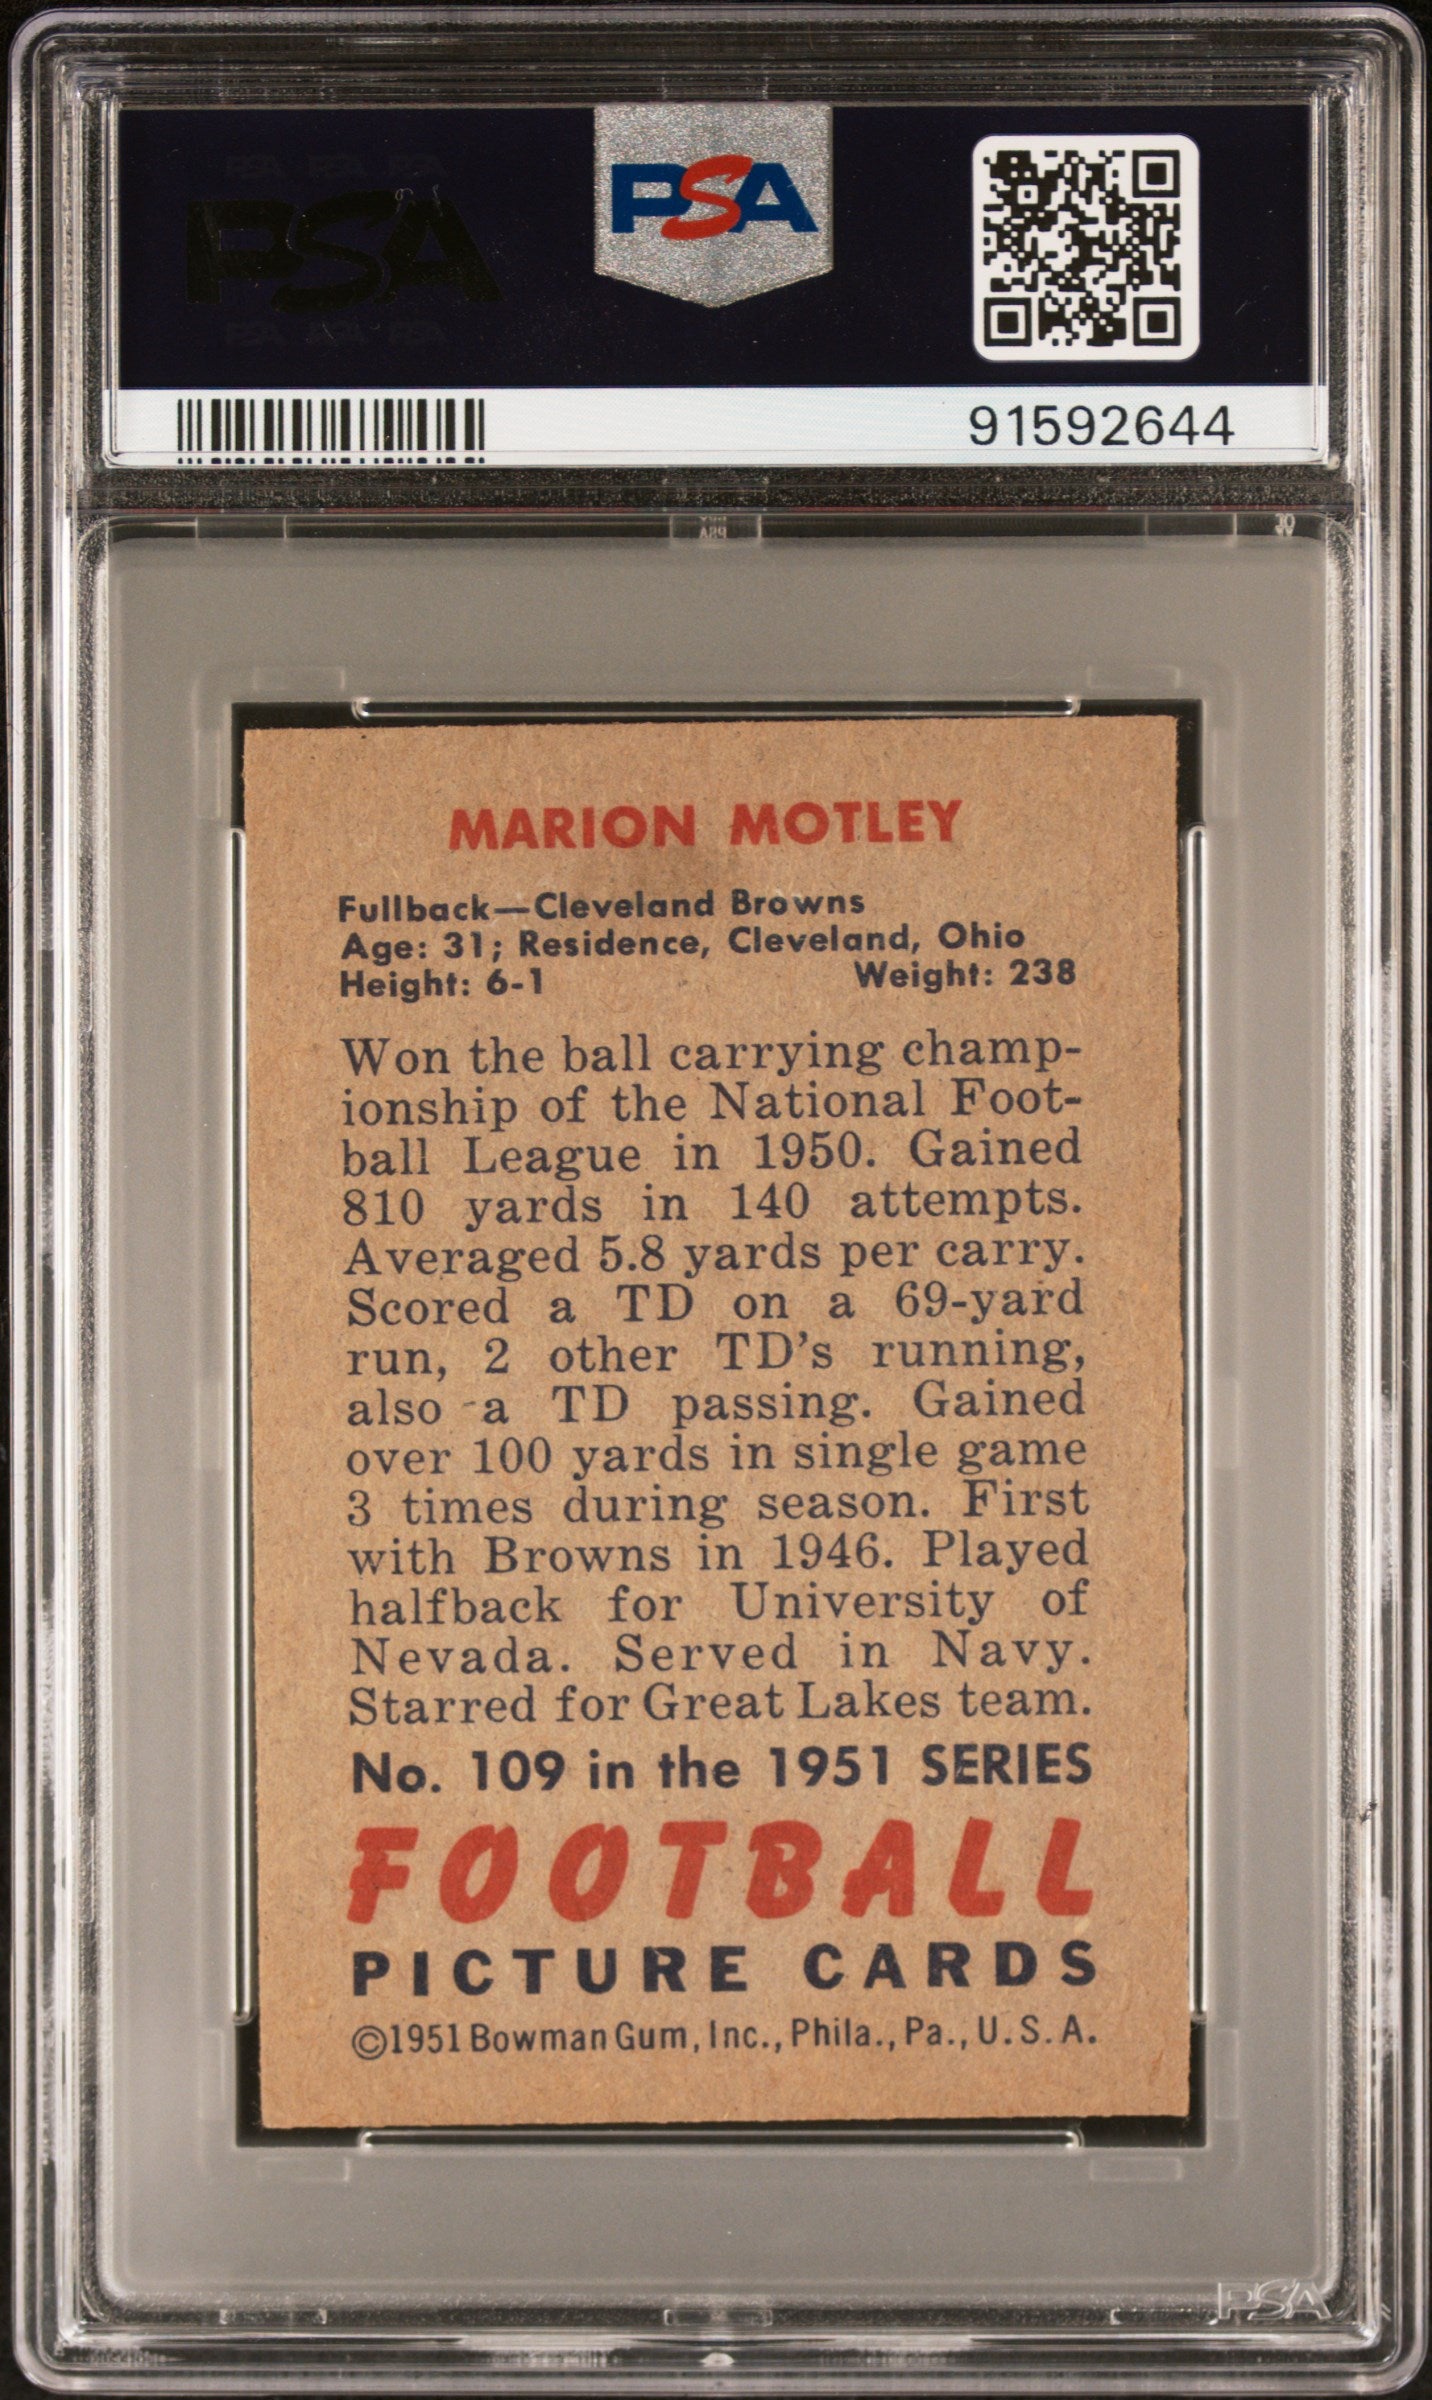 PSA
PSA
91592644
MARION MOTLEY
Fullback—Cleveland Browns
Age: 31; Residence, Cleveland, Ohio
Height: 6-1 Weight: 238
Won the ball carrying champ-
ionship of the National Foot-
ball League in 1950. Gained
810 yards in 140 attempts.
Averaged 5.8 yards per carry.
Scored a TD on a 69-yard
run, 2 other TD's running,
also a TD passing. Gained
over 100 yards in single game
3 times during season. First
with Browns in 1946. Played
halfback for University of
Nevada. Served in Navy.
Starred for Great Lakes team.
No. 109 in the 1951 SERIES
FOOTBALL
PICTURE CARDS
©1951 Bowman Gum, Inc., Phila., Pa., U.S.A.
PSA